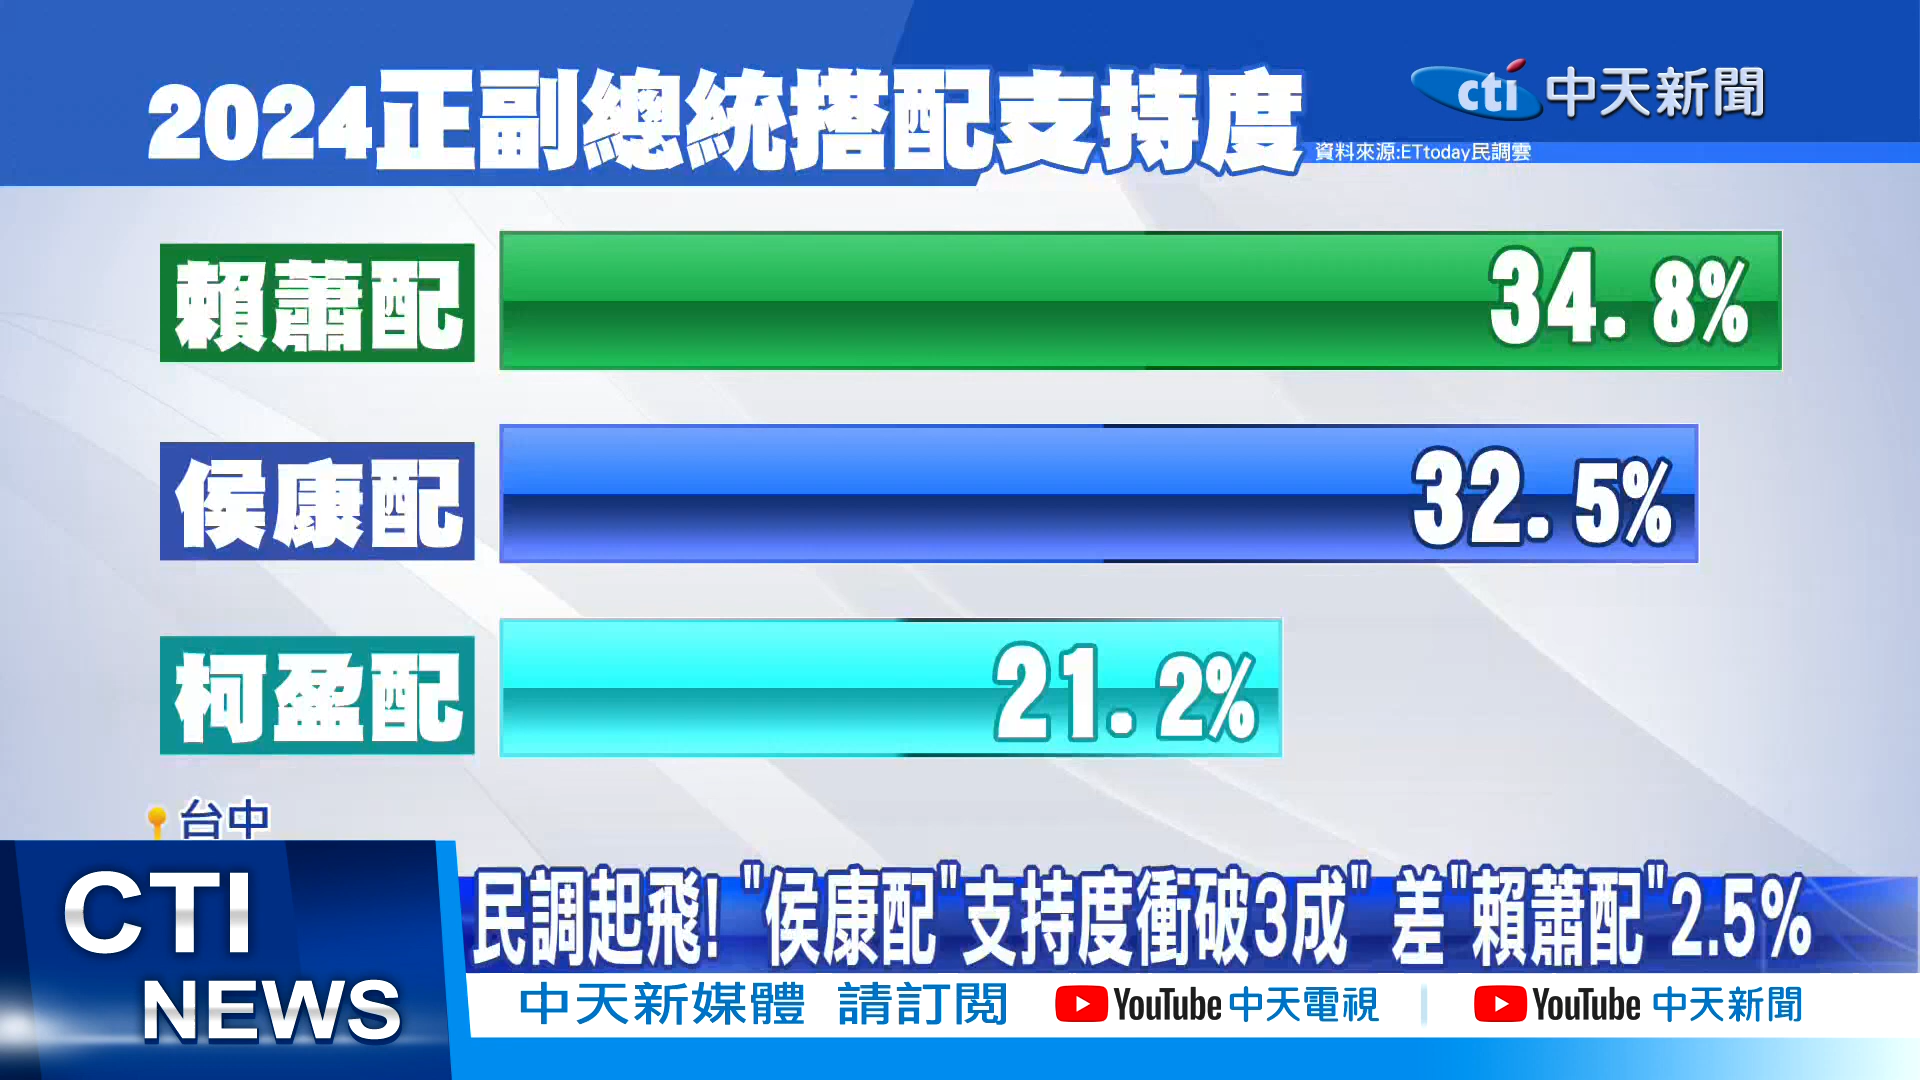 2024正副總統搭配支持度
cti 中天新聞
資料來源:ETtoday民調雲
賴蕭配 34.8%
侯康配 32.5%
柯盈配 21.2%
台中
民調起飛! "侯康配"支持度衝破3成" 差"賴蕭配"2.5%
CTI
NEWS
中天新媒體 請訂閱 YouTube 中天電視 | YouTube 中天新聞